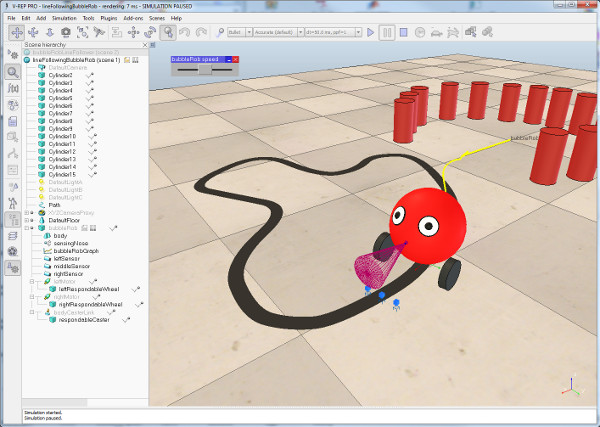 V-REP PRO - lineFollowingBubbleRob - rendering: 7 ms - SIMULATION PAUSED
File Edit Add Simulation Tools Plugins Add-ons Scenes Help
Bullet Accurate (default) dt=50.0 ms, ppf=1
Scene hierarchy
lineFollowingBubbleRob (scene 1)
DefaultCamera
Cylinder2
Cylinder3
Cylinder4
Cylinder5
Cylinder6
Cylinder7
Cylinder8
Cylinder9
Cylinder10
Cylinder11
Cylinder12
Cylinder13
Cylinder14
Cylinder15
DefaultLightA
DefaultLightB
DefaultLightC
Path
XYZCameraProxy
DefaultFloor
bubbleRob
body
sensingNose
bubbleRobGraph
leftSensor
middleSensor
rightSensor
leftMotor
leftRespondableWheel
rightMotor
rightRespondableWheel
bodyCasterLink
respondableCaster
bubbleRob speed
bubbleRob
Simulation started.
Simulation paused.